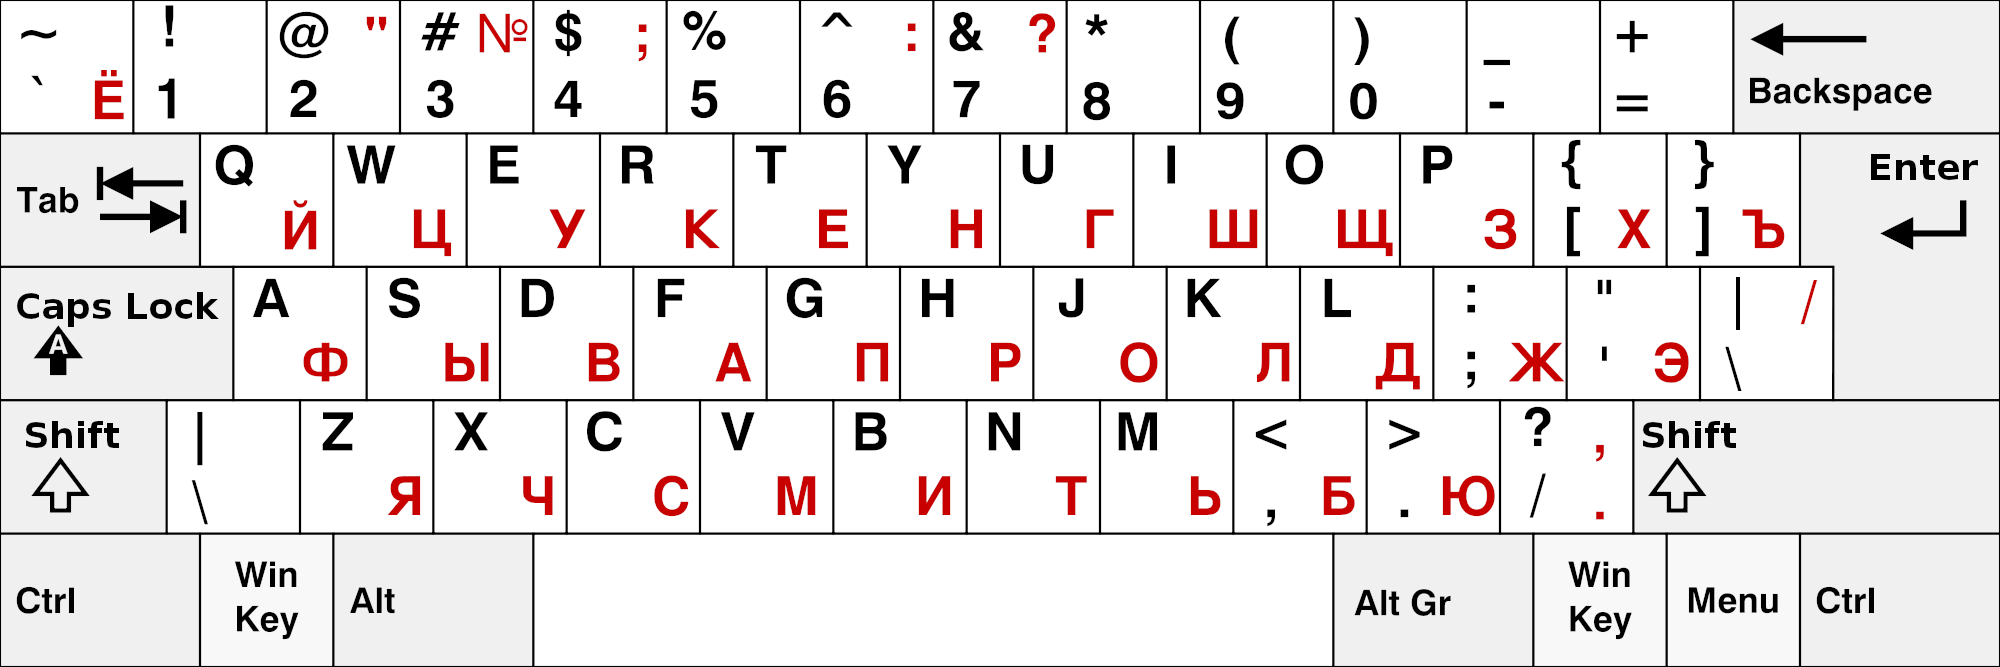 ~ ! @ " # № $ ; % ^ : & ? * ( ) _ +
` Ё 1 2 3 4 5 6 7 8 9 0 - = Backspace
Q W E R T Y U I O P { } Enter
Tab Й Ц У К Е Н Г Ш Щ З [ Х ] Ъ
Caps Lock A S D F G H J K L : " | /
A Ф Ы В А П Р О Л Д ; Ж ' Э \
Shift | Z X C V B N M < > ? , Shift
\ Я Ч С М И Т Ь , Б . Ю / .
Ctrl Win Key Alt Alt Gr Win Key Menu Ctrl